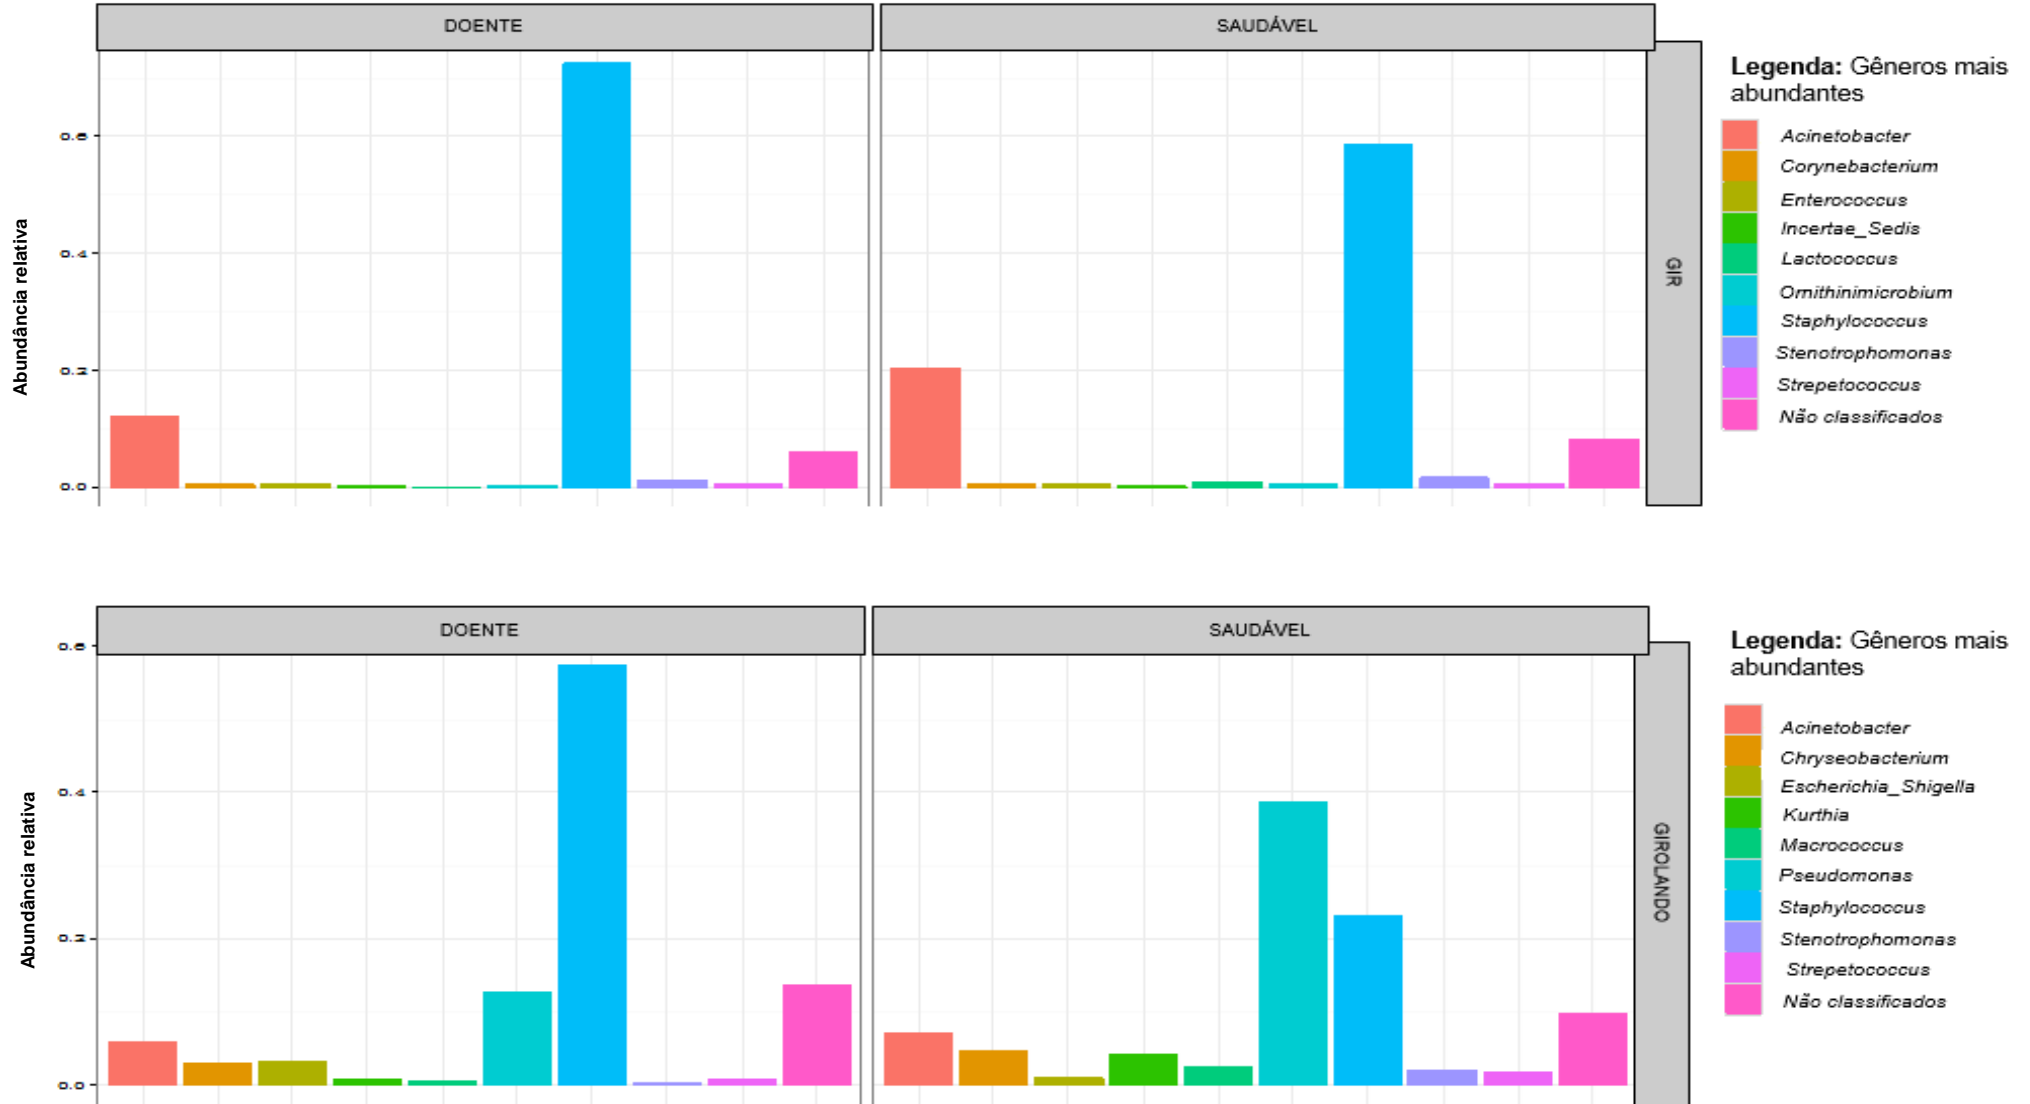 DOENTE
SAUDÁVEL
GIR
Abundância relativa
0.6
0.4
0.2
0.0
Legenda: Gêneros mais
abundantes
Acinetobacter
Corynebacterium
Enterococcus
Incertae_Sedis
Lactococcus
Ornithinimicrobium
Staphylococcus
Stenotrophomonas
Strepetococcus
Não classificados
DOENTE
SAUDÁVEL
GIROLANDO
Abundância relativa
0.6
0.4
0.2
0.0
Legenda: Gêneros mais
abundantes
Acinetobacter
Chryseobacterium
Escherichia_Shigella
Kurthia
Macrococcus
Pseudomonas
Staphylococcus
Stenotrophomonas
Strepetococcus
Não classificados